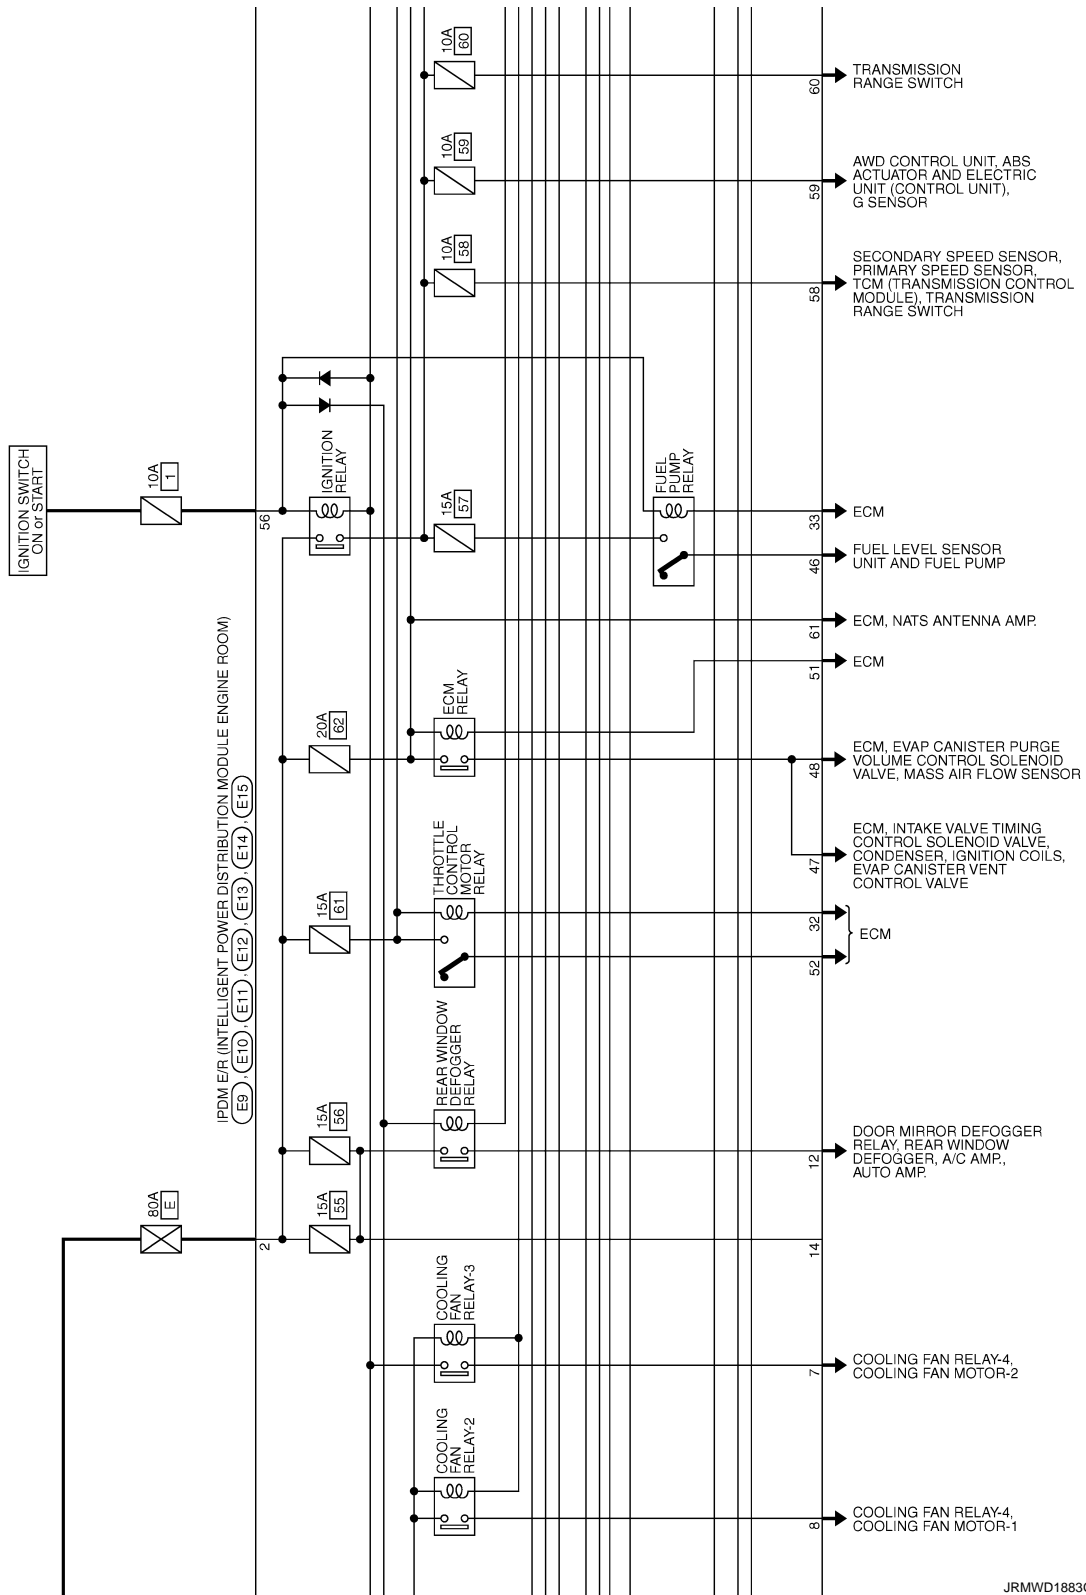 10A
60
60
TRANSMISSION
RANGE SWITCH
10A
59
59
AWD CONTROL UNIT, ABS
ACTUATOR AND ELECTRIC
UNIT (CONTROL UNIT),
G SENSOR
10A
58
58
SECONDARY SPEED SENSOR,
PRIMARY SPEED SENSOR,
TCM (TRANSMISSION CONTROL
MODULE), TRANSMISSION
RANGE SWITCH
IGNITION SWITCH
ON or START
10A
1
56
IGNITION
RELAY
15A
57
FUEL
PUMP
RELAY
33
ECM
46
FUEL LEVEL SENSOR
UNIT AND FUEL PUMP
61
ECM, NATS ANTENNA AMP.
51
ECM
IPDM E/R (INTELLIGENT POWER DISTRIBUTION MODULE ENGINE ROOM)
E9 , E10 , E11 , E12 , E13 , E14 , E15
20A
62
ECM
RELAY
48
ECM, EVAP CANISTER PURGE
VOLUME CONTROL SOLENOID
VALVE, MASS AIR FLOW SENSOR
47
ECM, INTAKE VALVE TIMING
CONTROL SOLENOID VALVE,
CONDENSER, IGNITION COILS,
EVAP CANISTER VENT
CONTROL VALVE
15A
61
THROTTLE
CONTROL
MOTOR
RELAY
32
52
ECM
15A
56
REAR WINDOW
DEFOGGER
RELAY
12
DOOR MIRROR DEFOGGER
RELAY, REAR WINDOW
DEFOGGER, A/C AMP.,
AUTO AMP.
80A
E
2
15A
55
14
COOLING
FAN
RELAY-3
7
COOLING FAN RELAY-4,
COOLING FAN MOTOR-2
COOLING
FAN
RELAY-2
8
COOLING FAN RELAY-4,
COOLING FAN MOTOR-1
JRMWD1883